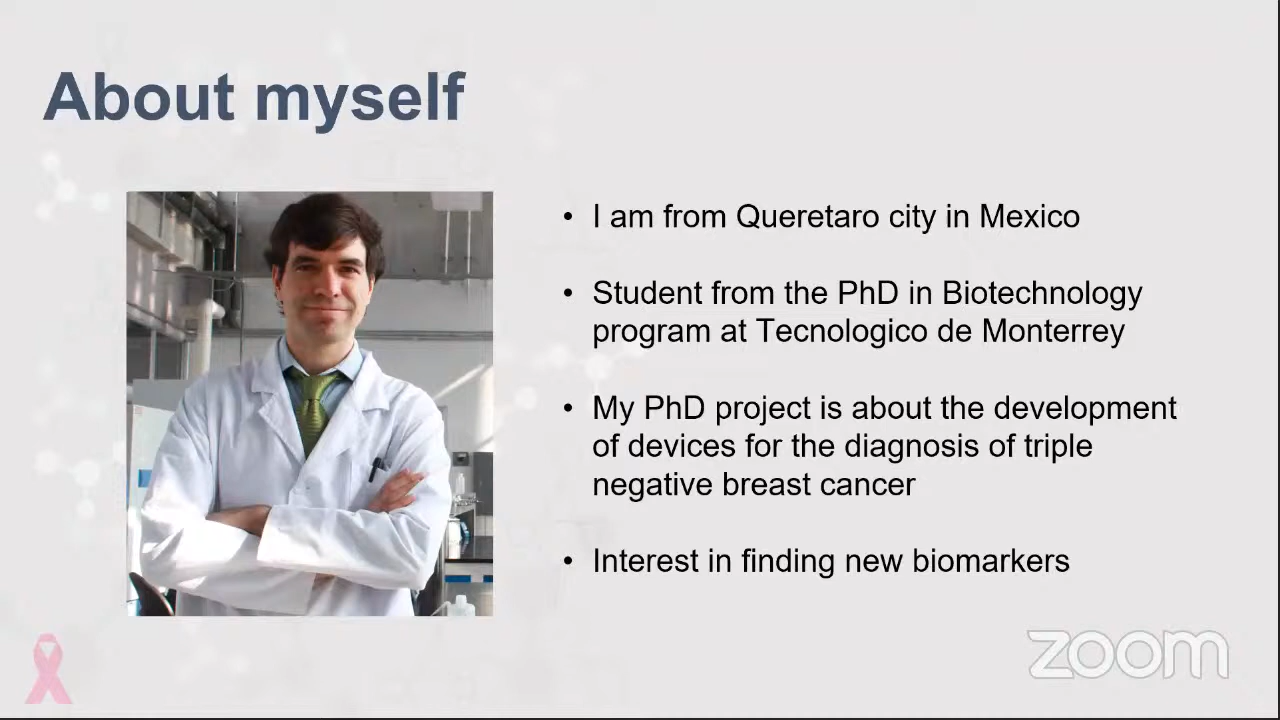 About myself
• I am from Queretaro city in Mexico
• Student from the PhD in Biotechnology
program at Tecnologico de Monterrey
• My PhD project is about the development
of devices for the diagnosis of triple
negative breast cancer
• Interest in finding new biomarkers
zoom